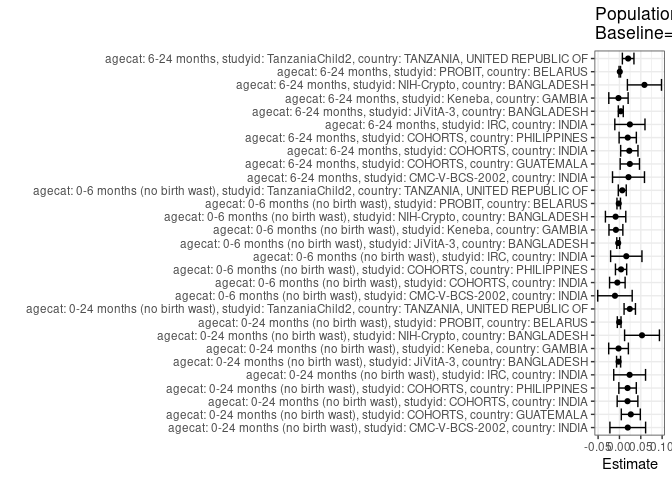 Population
Baseline=
agecat: 6-24 months, studyid: TanzaniaChild2, country: TANZANIA, UNITED REPUBLIC OF
agecat: 6-24 months, studyid: PROBIT, country: BELARUS
agecat: 6-24 months, studyid: NIH-Crypto, country: BANGLADESH
agecat: 6-24 months, studyid: Keneba, country: GAMBIA
agecat: 6-24 months, studyid: JiVitA-3, country: BANGLADESH
agecat: 6-24 months, studyid: IRC, country: INDIA
agecat: 6-24 months, studyid: COHORTS, country: PHILIPPINES
agecat: 6-24 months, studyid: COHORTS, country: INDIA
agecat: 6-24 months, studyid: COHORTS, country: GUATEMALA
agecat: 6-24 months, studyid: CMC-V-BCS-2002, country: INDIA
agecat: 0-6 months (no birth wast), studyid: TanzaniaChild2, country: TANZANIA, UNITED REPUBLIC OF
agecat: 0-6 months (no birth wast), studyid: PROBIT, country: BELARUS
agecat: 0-6 months (no birth wast), studyid: NIH-Crypto, country: BANGLADESH
agecat: 0-6 months (no birth wast), studyid: Keneba, country: GAMBIA
agecat: 0-6 months (no birth wast), studyid: JiVitA-3, country: BANGLADESH
agecat: 0-6 months (no birth wast), studyid: IRC, country: INDIA
agecat: 0-6 months (no birth wast), studyid: COHORTS, country: PHILIPPINES
agecat: 0-6 months (no birth wast), studyid: COHORTS, country: INDIA
agecat: 0-6 months (no birth wast), studyid: CMC-V-BCS-2002, country: INDIA
agecat: 0-24 months (no birth wast), studyid: TanzaniaChild2, country: TANZANIA, UNITED REPUBLIC OF
agecat: 0-24 months (no birth wast), studyid: PROBIT, country: BELARUS
agecat: 0-24 months (no birth wast), studyid: NIH-Crypto, country: BANGLADESH
agecat: 0-24 months (no birth wast), studyid: Keneba, country: GAMBIA
agecat: 0-24 months (no birth wast), studyid: JiVitA-3, country: BANGLADESH
agecat: 0-24 months (no birth wast), studyid: IRC, country: INDIA
agecat: 0-24 months (no birth wast), studyid: COHORTS, country: PHILIPPINES
agecat: 0-24 months (no birth wast), studyid: COHORTS, country: INDIA
agecat: 0-24 months (no birth wast), studyid: COHORTS, country: GUATEMALA
agecat: 0-24 months (no birth wast), studyid: CMC-V-BCS-2002, country: INDIA
-0.05 0.00 0.05 0.10
Estimate